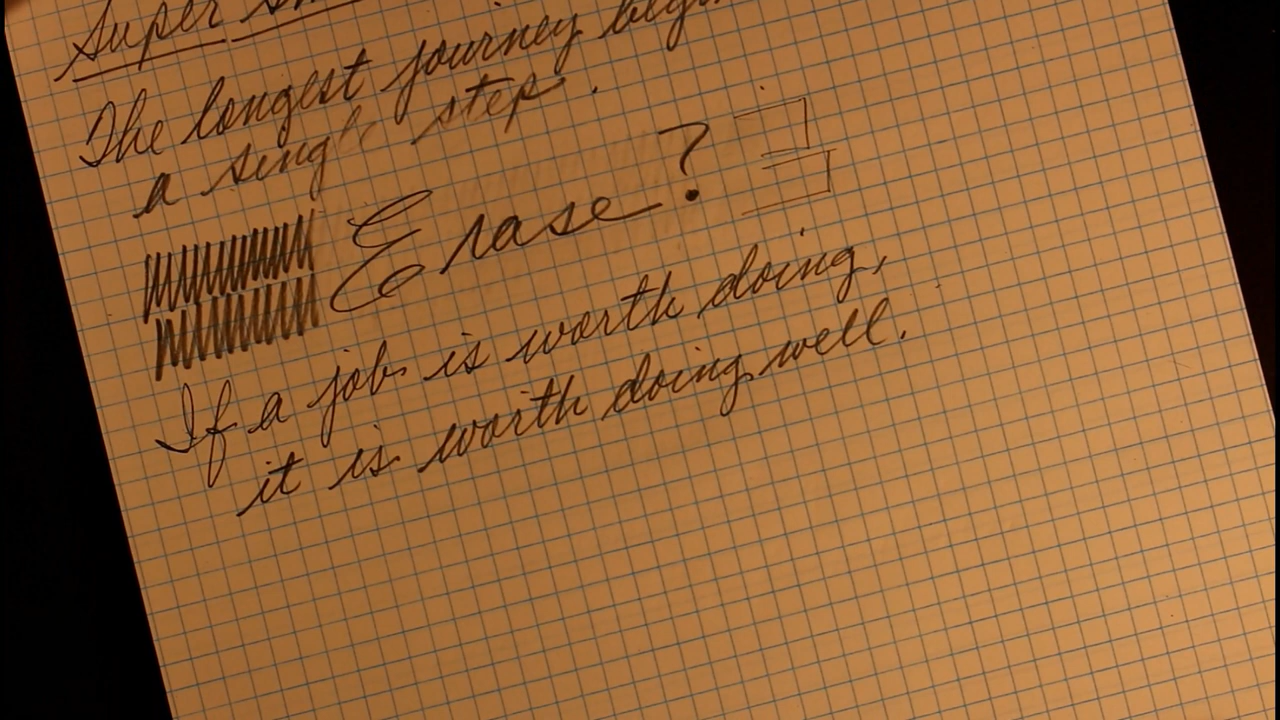 Super
The longest journey
a single step.
Erase?
If a job is worth doing,
it is worth doing well.